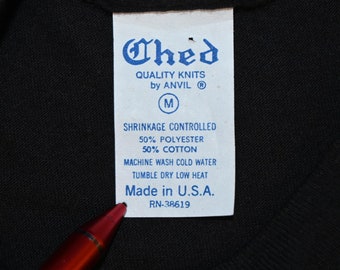 Ched
QUALITY KNITS
by ANVIL ®
M
SHRINKAGE CONTROLLED
50% POLYESTER
50% COTTON
MACHINE WASH COLD WATER
TUMBLE DRY LOW HEAT
Made in U.S.A.
RN-38619